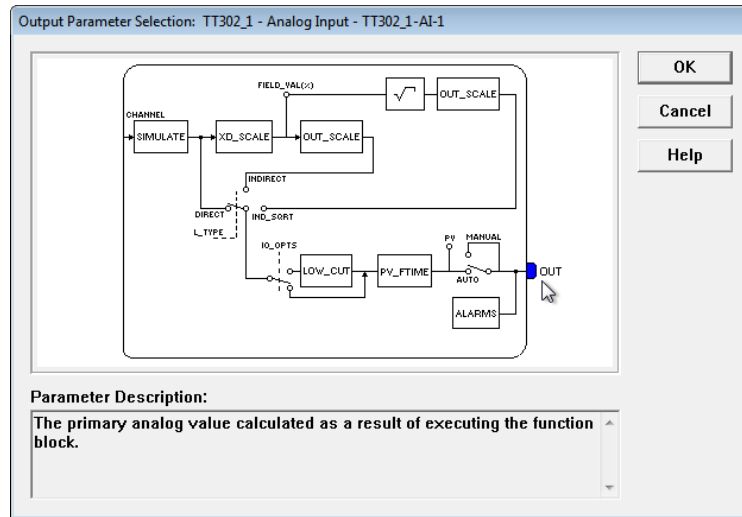 Output Parameter Selection: TT302_1 - Analog Input - TT302_1-AI-1
OK
Cancel
Help
FIELD_VAL(%)
√
OUT_SCALE
CHANNEL
SIMULATE
XD_SCALE
OUT_SCALE
INDIRECT
DIRECT
IND_SQRT
L_TYPE
IO_OPTS
LOW_CUT
PV_FTIME
PV
MANUAL
AUTO
OUT
ALARMS
Parameter Description:
The primary analog value calculated as a result of executing the function
block.